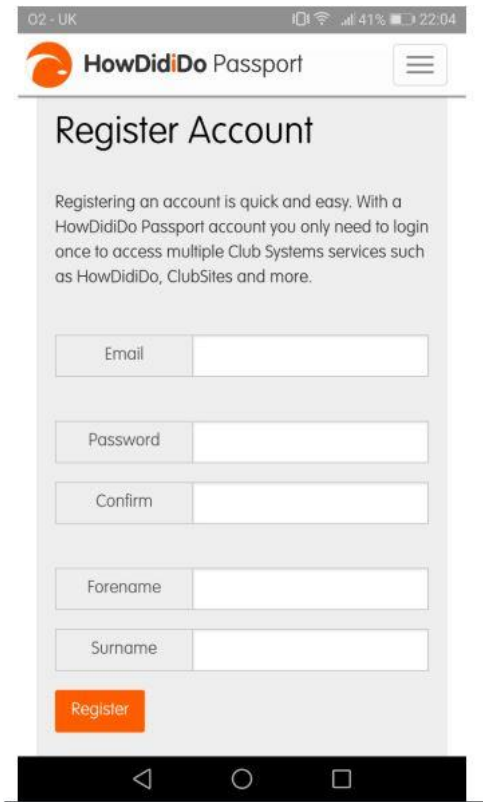 O2 - UK 41% 22:04
HowDidiDo Passport
Register Account
Registering an account is quick and easy. With a
HowDidiDo Passport account you only need to login
once to access multiple Club Systems services such
as HowDidiDo, ClubSites and more.
Email
Password
Confirm
Forename
Surname
Register